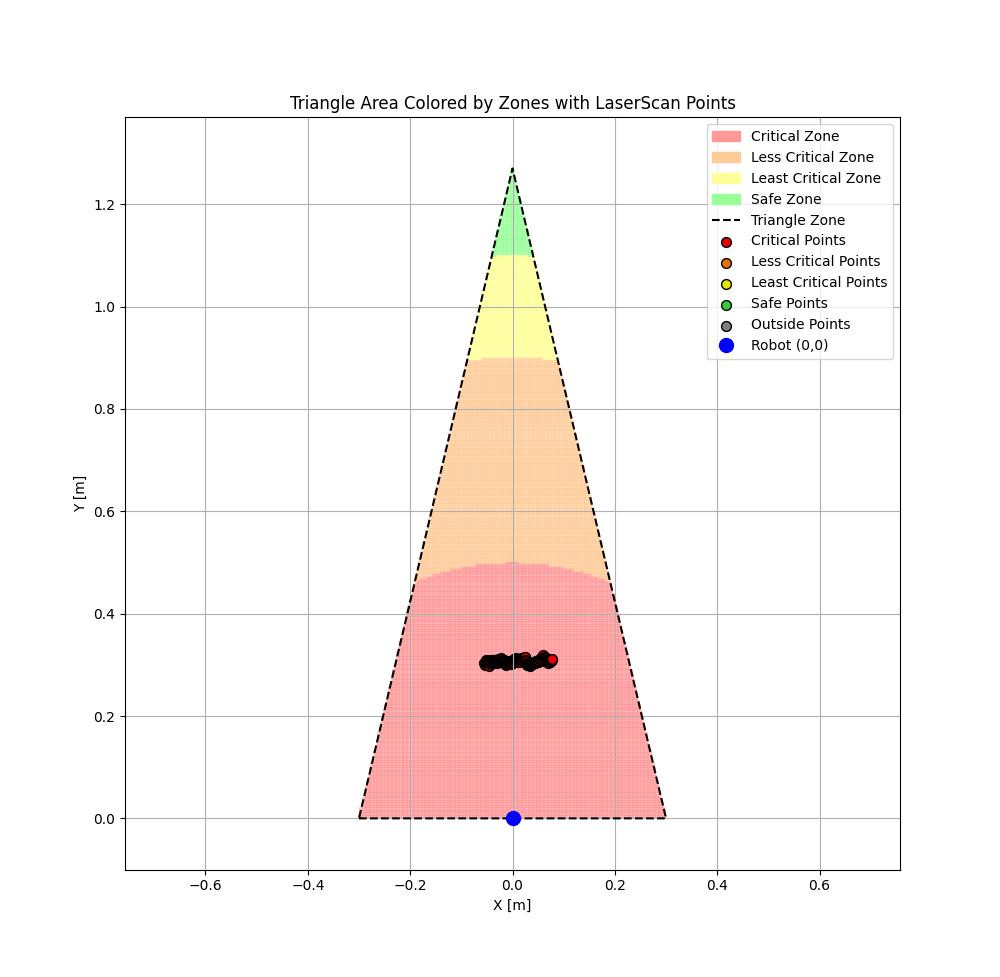 Triangle Area Colored by Zones with LaserScan Points
Critical Zone
Less Critical Zone
Least Critical Zone
Safe Zone
Triangle Zone
Critical Points
Less Critical Points
Least Critical Points
Safe Points
Outside Points
Robot (0,0)
Y [m]
1.2
1.0
0.8
0.6
0.4
0.2
0.0
−0.6 −0.4 −0.2 0.0 0.2 0.4 0.6
X [m]